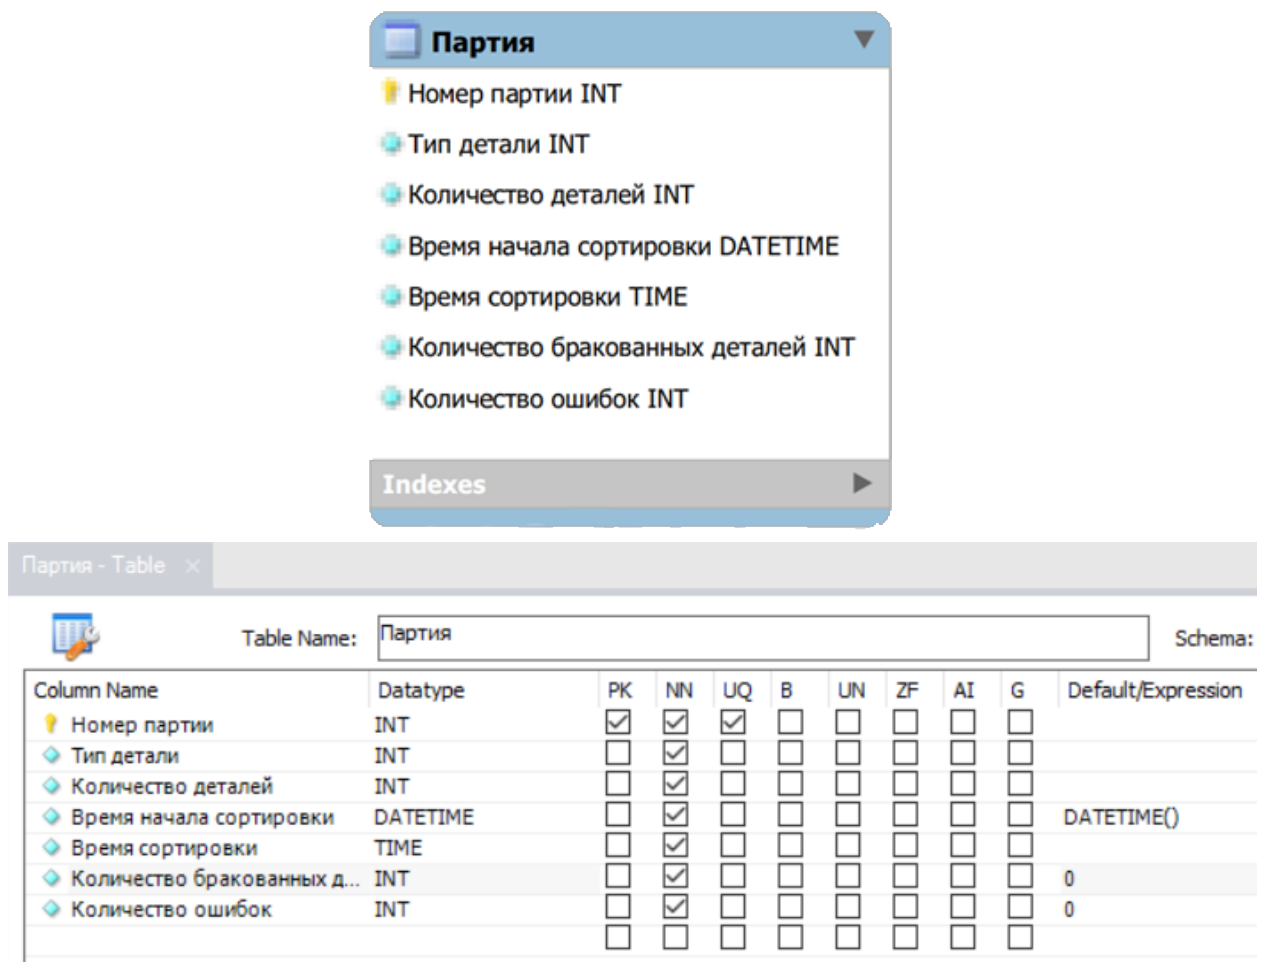 Партия
Номер партии INT
Тип детали INT
Количество деталей INT
Время начала сортировки DATETIME
Время сортировки TIME
Количество бракованных деталей INT
Количество ошибок INT
Indexes
Партия - Table
Table Name: Партия Schema:
Column Name Datatype PK NN UQ B UN ZF AI G Default/Expression
Номер партии INT
Тип детали INT
Количество деталей INT
Время начала сортировки DATETIME DATETIME()
Время сортировки TIME
Количество бракованных д... INT 0
Количество ошибок INT 0